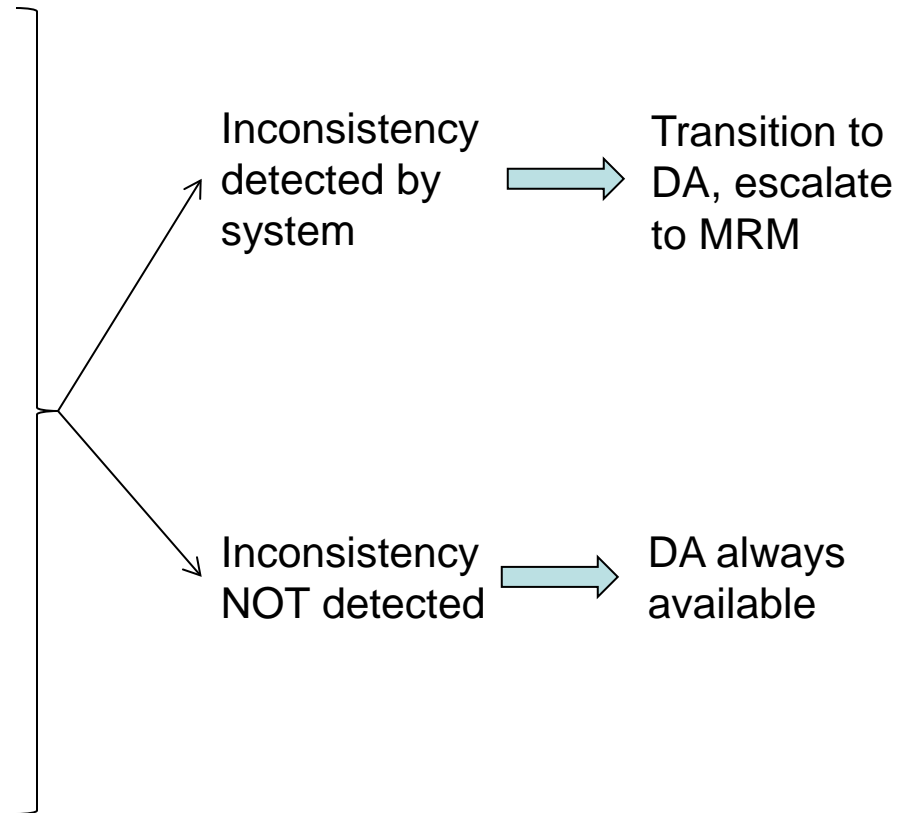 Inconsistency
detected by
system
Transition to
DA, escalate
to MRM
Inconsistency
NOT detected
DA always
available